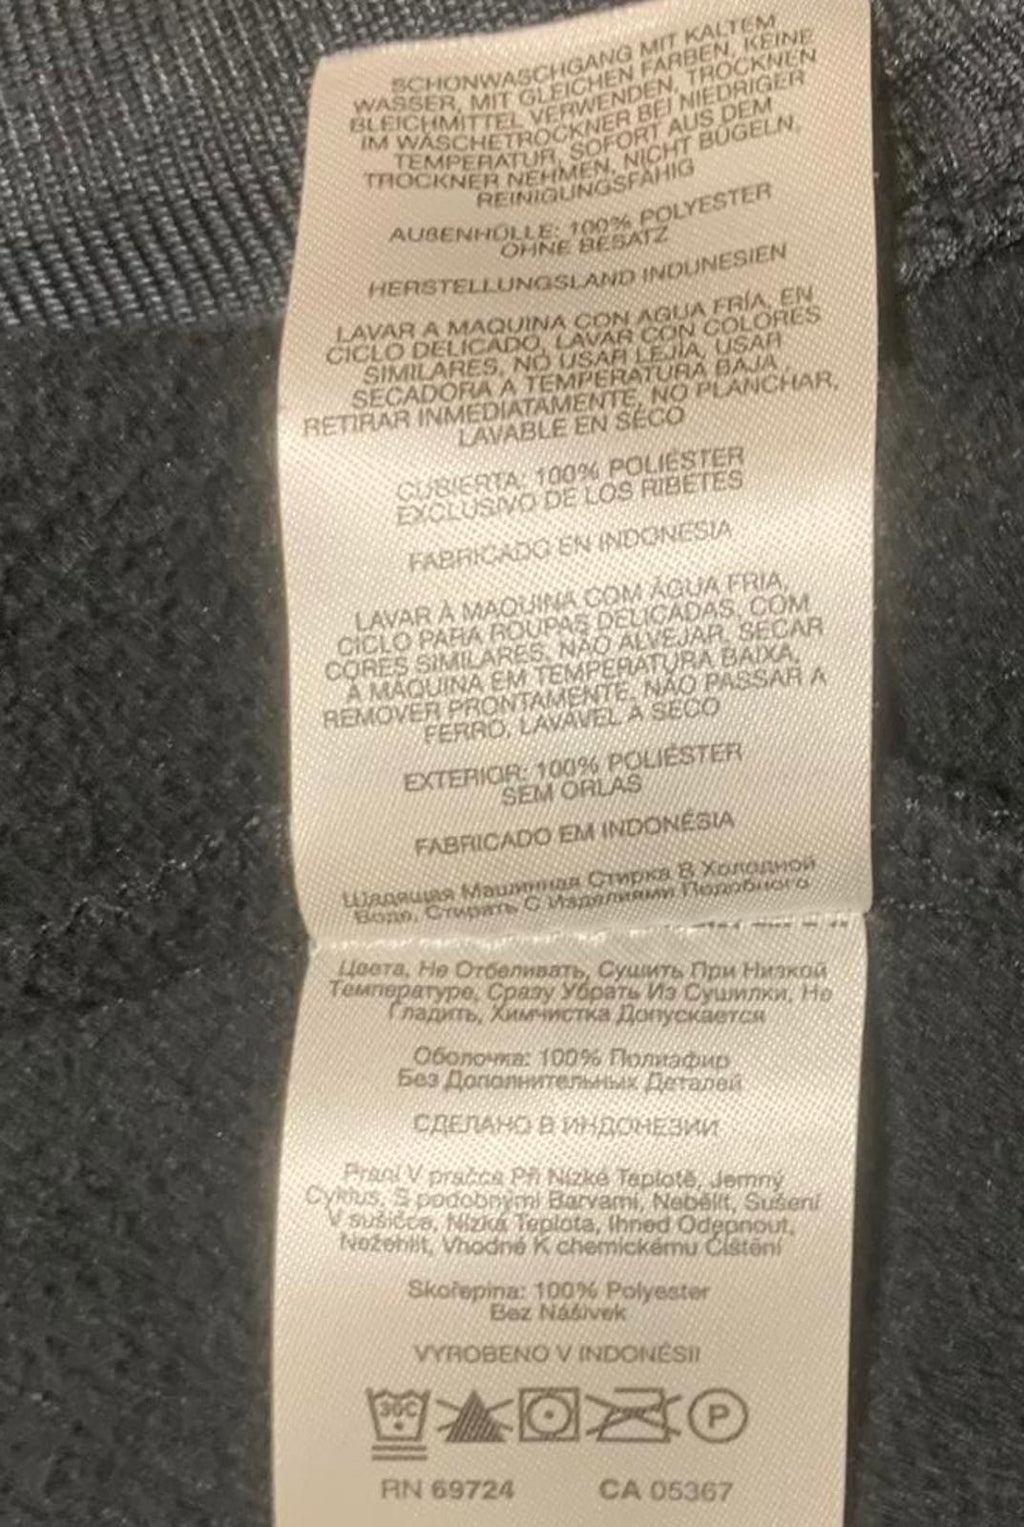 SCHONWASCHGANG MIT KALTEM
WASSER, MIT GLEICHEN FARBEN, KEINE
BLEICHMITTEL VERWENDEN, TROCKNEN
IM WÄSCHETROCKNER BEI NIEDRIGER
TEMPERATUR, SOFORT AUS DEM
TROCKNER NEHMEN, NICHT BÜGELN,
REINIGUNGSFÄHIG
AUßENHÜLLE: 100% POLYESTER
OHNE BESATZ
HERSTELLUNGSLAND INDUNESIEN
LAVAR A MAQUINA CON AGUA FRÍA, EN
CICLO DELICADO, LAVAR CON COLORES
SIMILARES, NO USAR LEJÍA, USAR
SECADORA A TEMPERATURA BAJA,
RETIRAR INMEDIATAMENTE, NO PLANCHAR,
LAVABLE EN SECO
CUBIERTA: 100% POLIÉSTER
EXCLUSIVO DE LOS RIBETES
FABRICADO EN INDONESIA
LAVAR À MAQUINA COM ÁGUA FRIA,
CICLO PARA ROUPAS DELICADAS, COM
CORES SIMILARES, NÃO ALVEJAR, SECAR
À MÁQUINA EM TEMPERATURA BAIXA,
REMOVER PRONTAMENTE, NÃO PASSAR A
FERRO, LAVÁVEL A SECO
EXTERIOR: 100% POLIÉSTER
SEM ORLAS
FABRICADO EM INDONÉSIA
Щадящая Машинная Стирка В Холодной
Воде, Стирать С Изделиями Подобного
Цвета, Не Отбеливать, Сушить При Низкой
Температуре, Сразу Убрать Из Сушилки, Не
Гладить, Химчистка Допускается
Оболочка: 100% Полиэфир
Без Дополнительных Деталей
СДЕЛАНО В ИНДОНЕЗИИ
Praní V pračce Při Nízké Teplotě, Jemný
Cyklus, S podobnými Barvami, Nebělit, Sušení
V sušičce, Nízká Teplota, Ihned Odepnout,
Nežehlit, Vhodné K chemickému Čištění
Skořepina: 100% Polyester
Bez Nášivek
VYROBENO V INDONÉSII
30C P
RN 69724 CA 05367